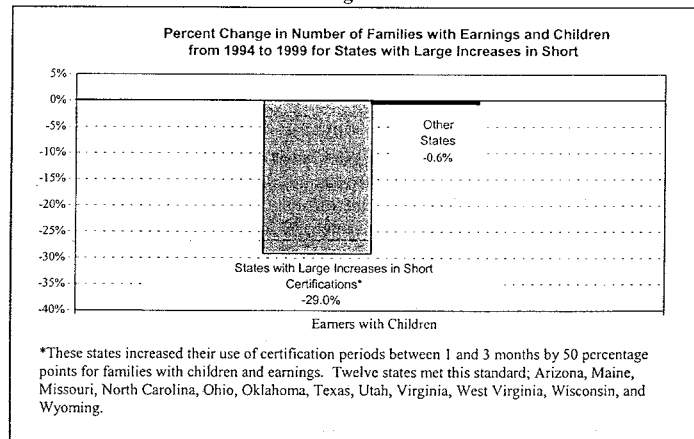 Percent Change in Number of Families with Earnings and Children
from 1994 to 1999 for States with Large Increases in Short
5%
0%
-5%
-10%
-15%
-20%
-25%
-30%
-35%
-40%
Other
States
-0.6%
States with Large Increases in Short
Certifications*
-29.0%
Earners with Children
*These states increased their use of certification periods between 1 and 3 months by 50 percentage
points for families with children and earnings. Twelve states met this standard; Arizona, Maine,
Missouri, North Carolina, Ohio, Oklahoma, Texas, Utah, Virginia, West Virginia, Wisconsin, and
Wyoming.